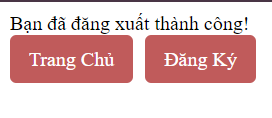 Bạn đã đăng xuất thành công!
Trang Chủ Đăng Ký